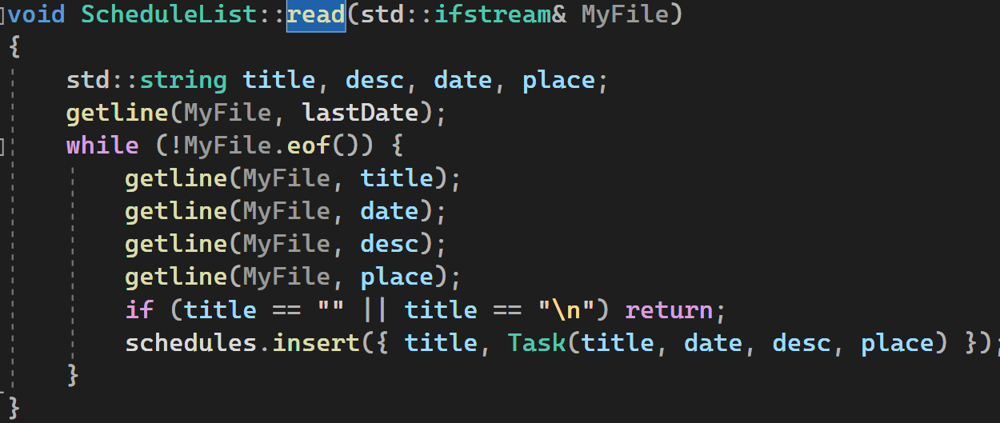 void ScheduleList::read(std::ifstream& MyFile)
{
    std::string title, desc, date, place;
    getline(MyFile, lastDate);
    while (!MyFile.eof()) {
        getline(MyFile, title);
        getline(MyFile, date);
        getline(MyFile, desc);
        getline(MyFile, place);
        if (title == "" || title == "\n") return;
        schedules.insert({ title, Task(title, date, desc, place) });
    }
}